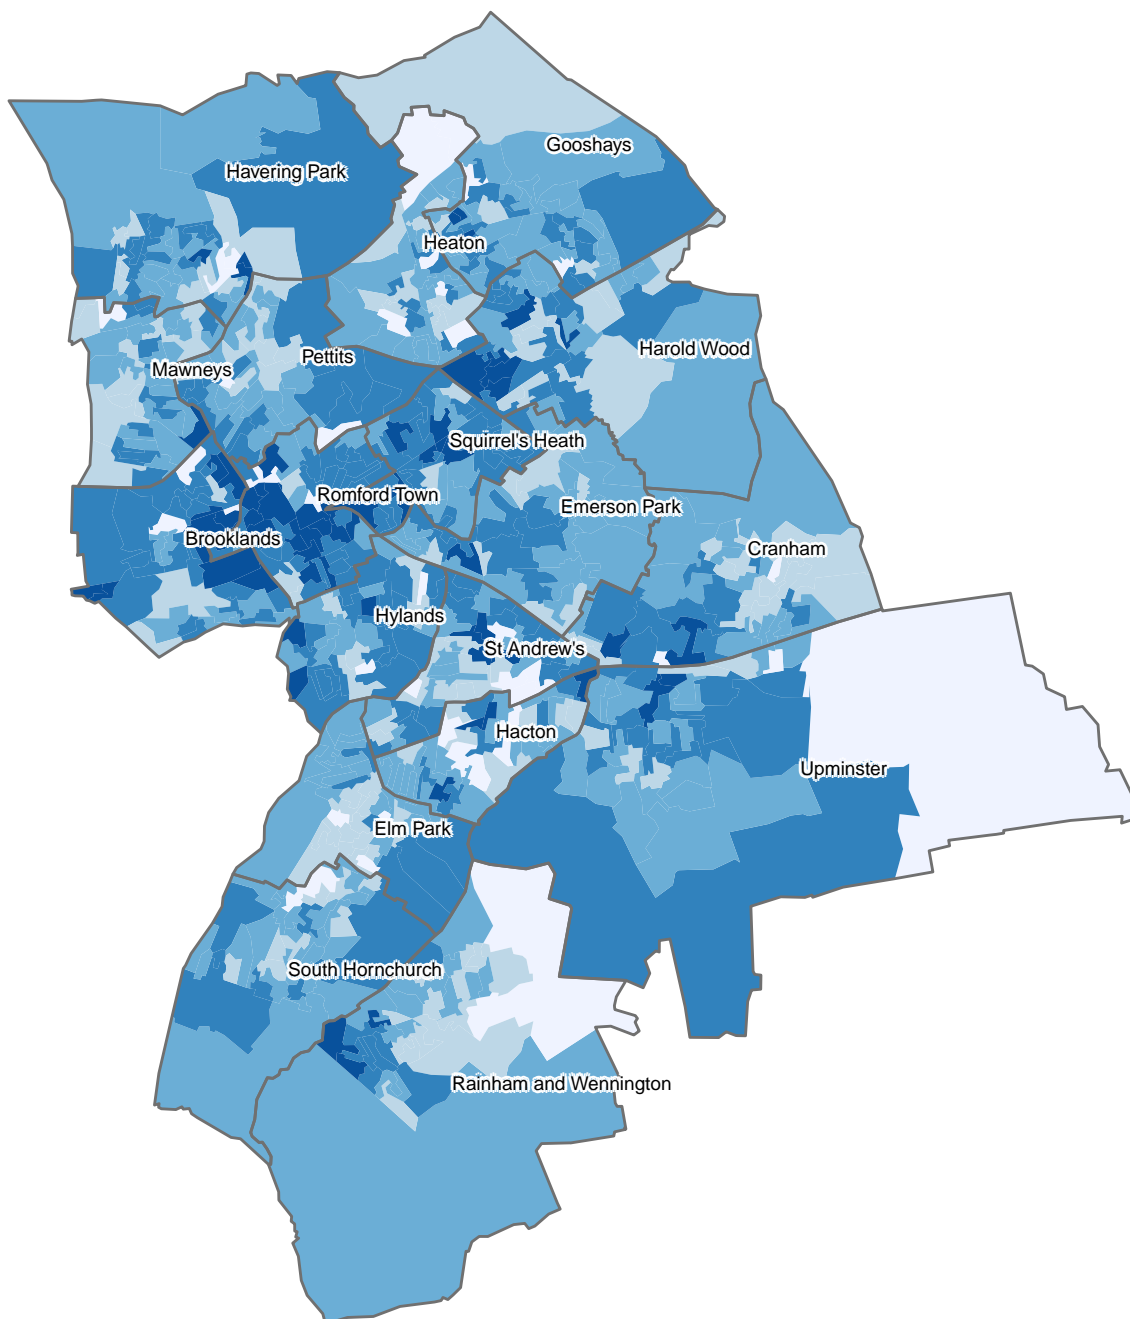 Gooshays
Havering Park
Heaton
Harold Wood
Pettits
Mawneys
Squirrel's Heath
Romford Town
Emerson Park
Brooklands
Cranham
Hylands
St Andrew's
Hacton
Upminster
Elm Park
South Hornchurch
Rainham and Wennington